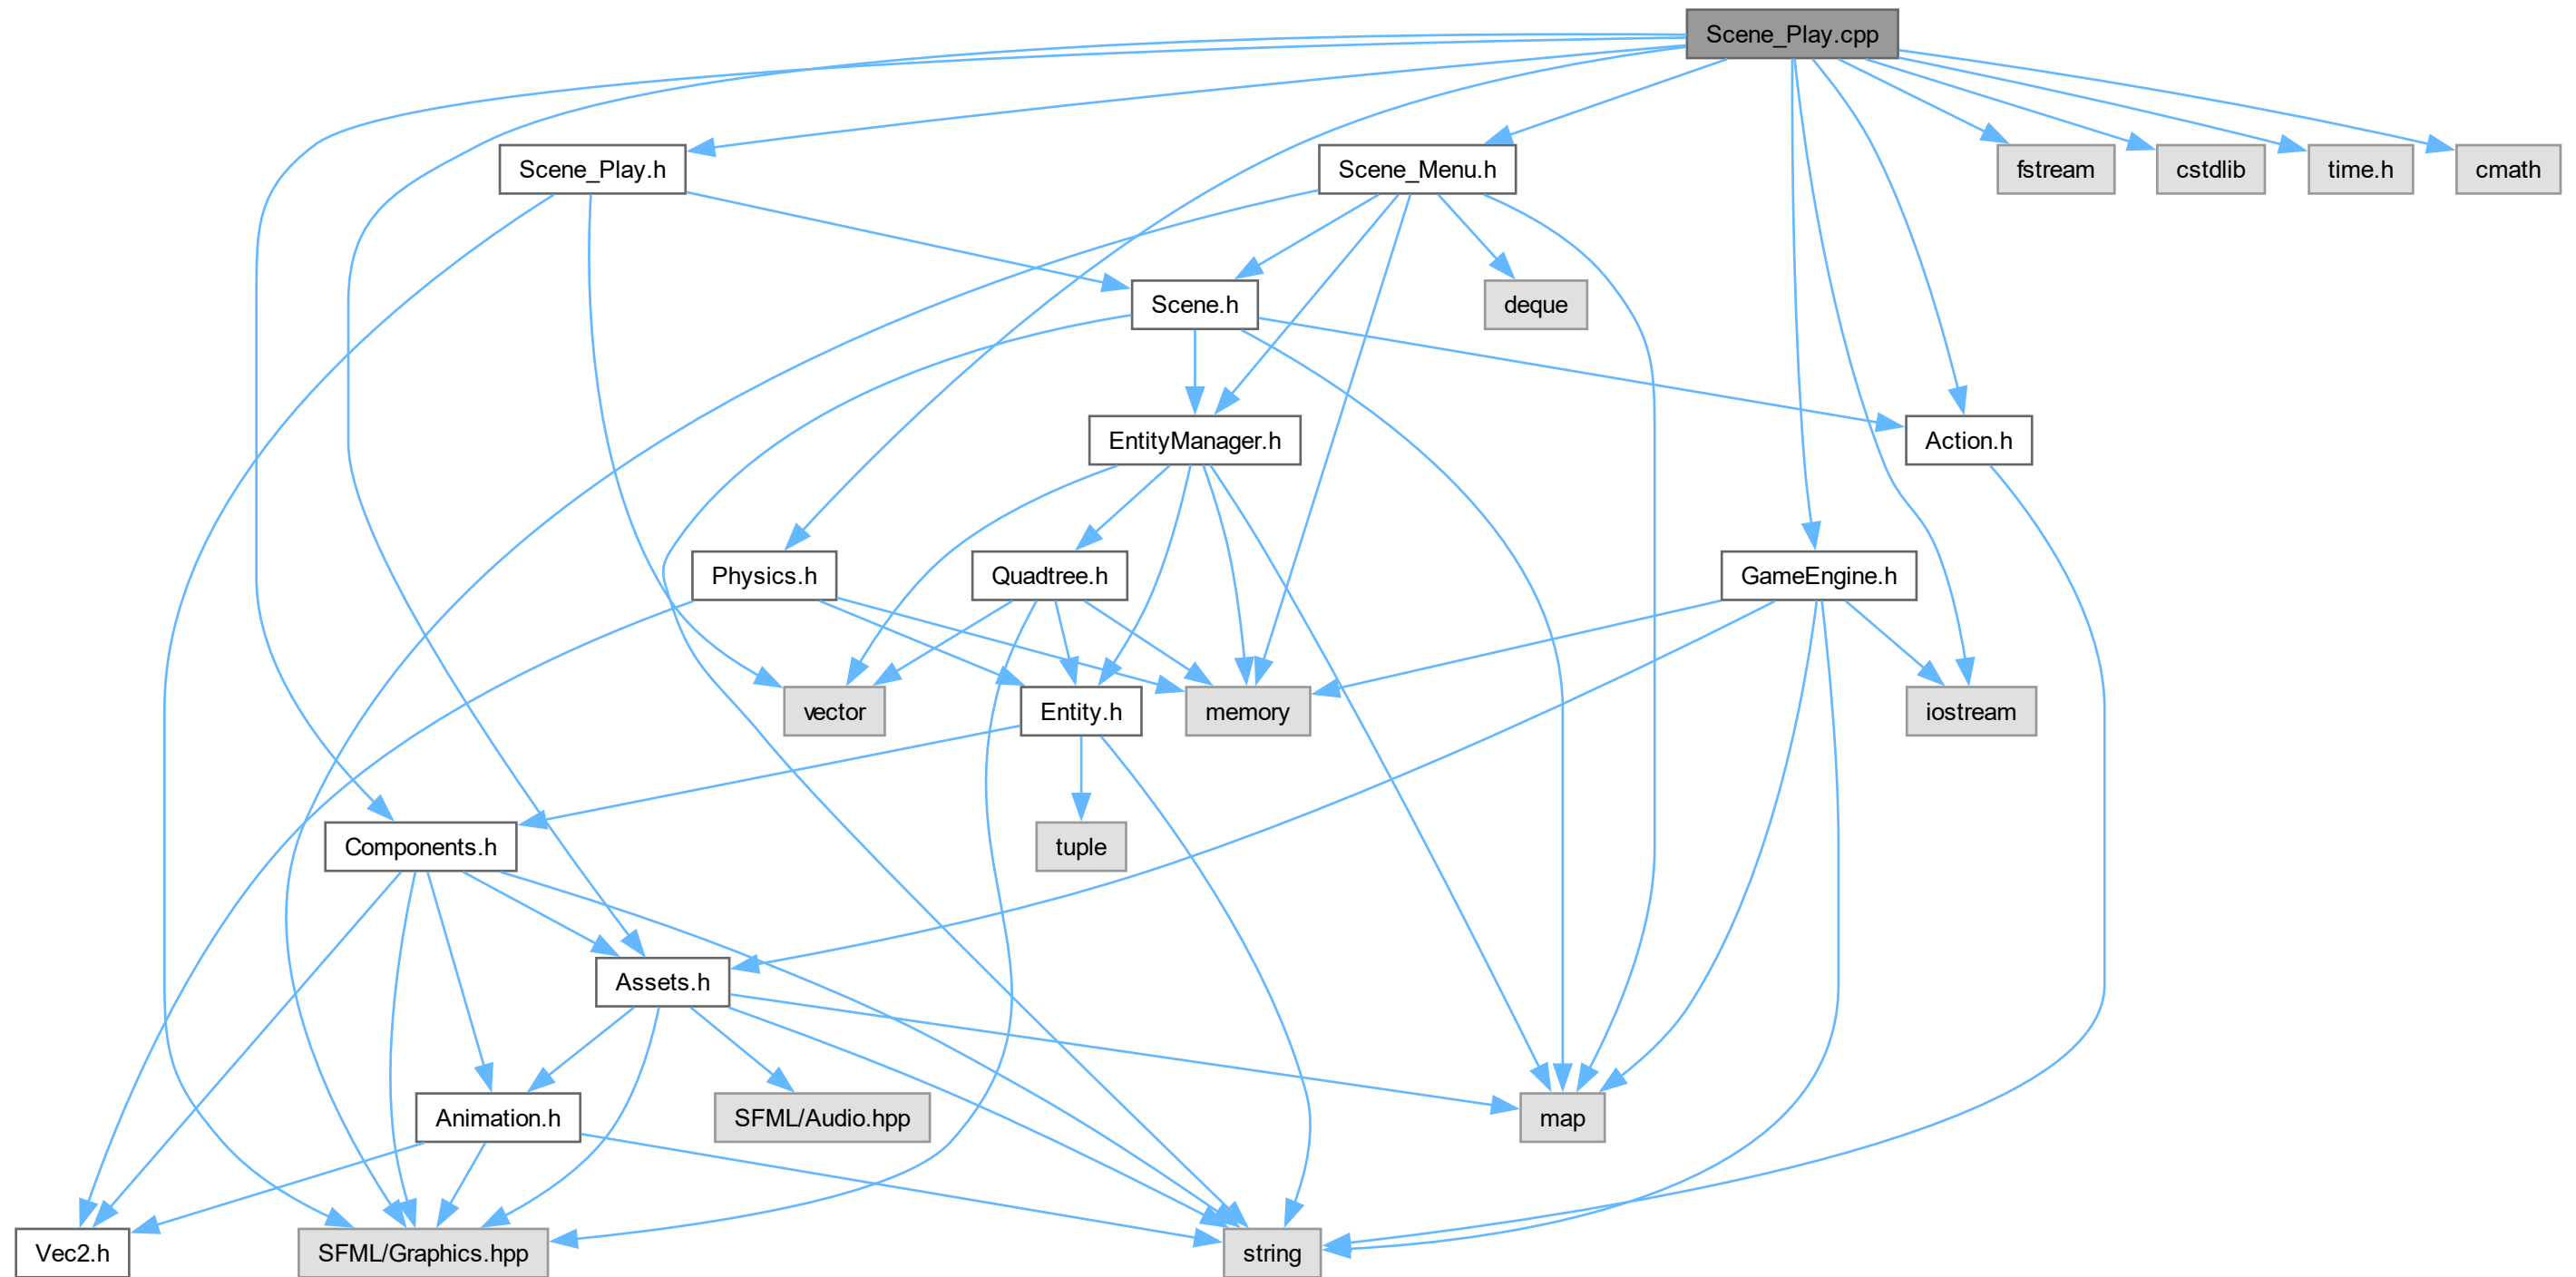 Scene_Play.cpp
Scene_Play.h
Scene_Menu.h
fstream
cstdlib
time.h
cmath
Scene.h
deque
EntityManager.h
Action.h
Physics.h
Quadtree.h
GameEngine.h
vector
Entity.h
memory
iostream
Components.h
tuple
Assets.h
Animation.h
SFML/Audio.hpp
map
Vec2.h
SFML/Graphics.hpp
string